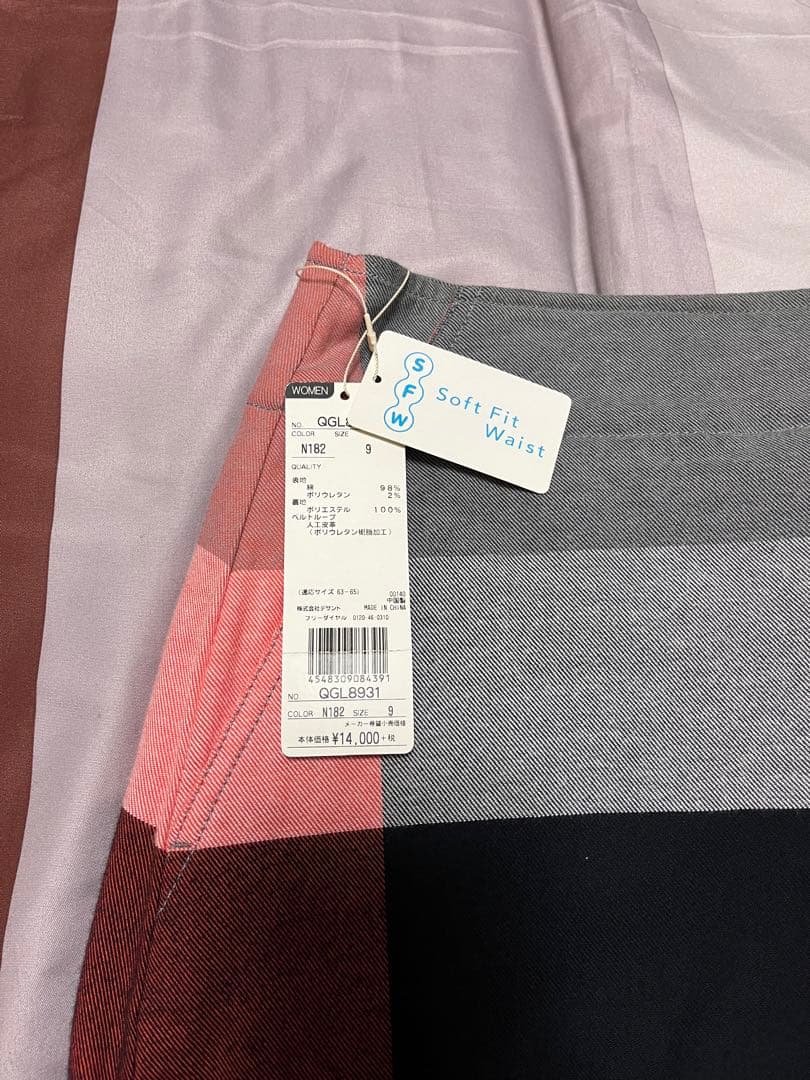 S
F
W
Soft Fit
Waist
WOMEN
NO. QGL8
COLOR SIZE
N182 9
QUALITY
表地
綿 98%
ポリウレタン 2%
裏地
ポリエステル 100%
ベルトループ
人工皮革
(ポリウレタン樹脂加工)
(適応サイズ 63-65) 00140
中国製
株式会社デサント MADE IN CHINA
フリーダイヤル 0120-46-0310
4548309084391
NO. QGL8931
COLOR N182 SIZE 9
メーカー希望小売価格
本体価格 ¥14,000+税